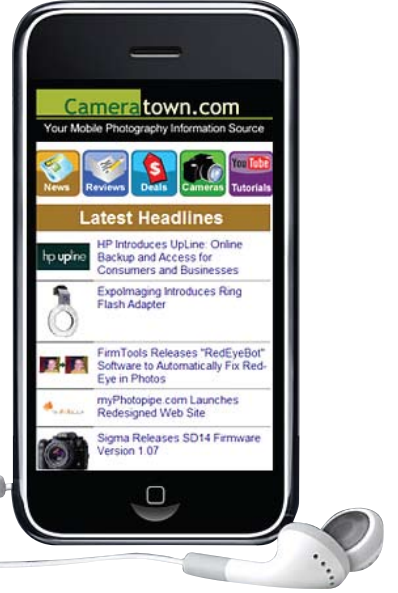 Cameratown.com
Your Mobile Photography Information Source
News Reviews Deals Cameras YouTube Tutorials
Latest Headlines
hp upline
HP Introduces UpLine: Online
Backup and Access for
Consumers and Businesses
ExpoImaging Introduces Ring
Flash Adapter
FirmTools Releases "RedEyeBot"
Software to Automatically Fix Red-
Eye in Photos
myPhotopipe.com Launches
Redesigned Web Site
Sigma Releases SD14 Firmware
Version 1.07